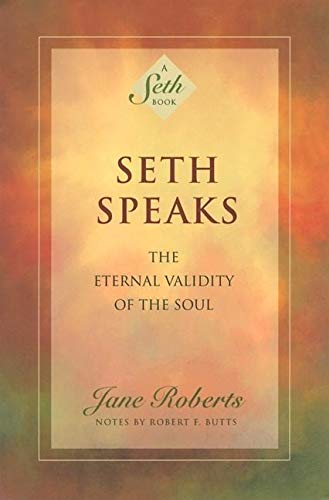 A
Seth
BOOK
SETH
SPEAKS
THE
ETERNAL VALIDITY
OF THE SOUL
Jane Roberts
NOTES BY ROBERT F. BUTTS